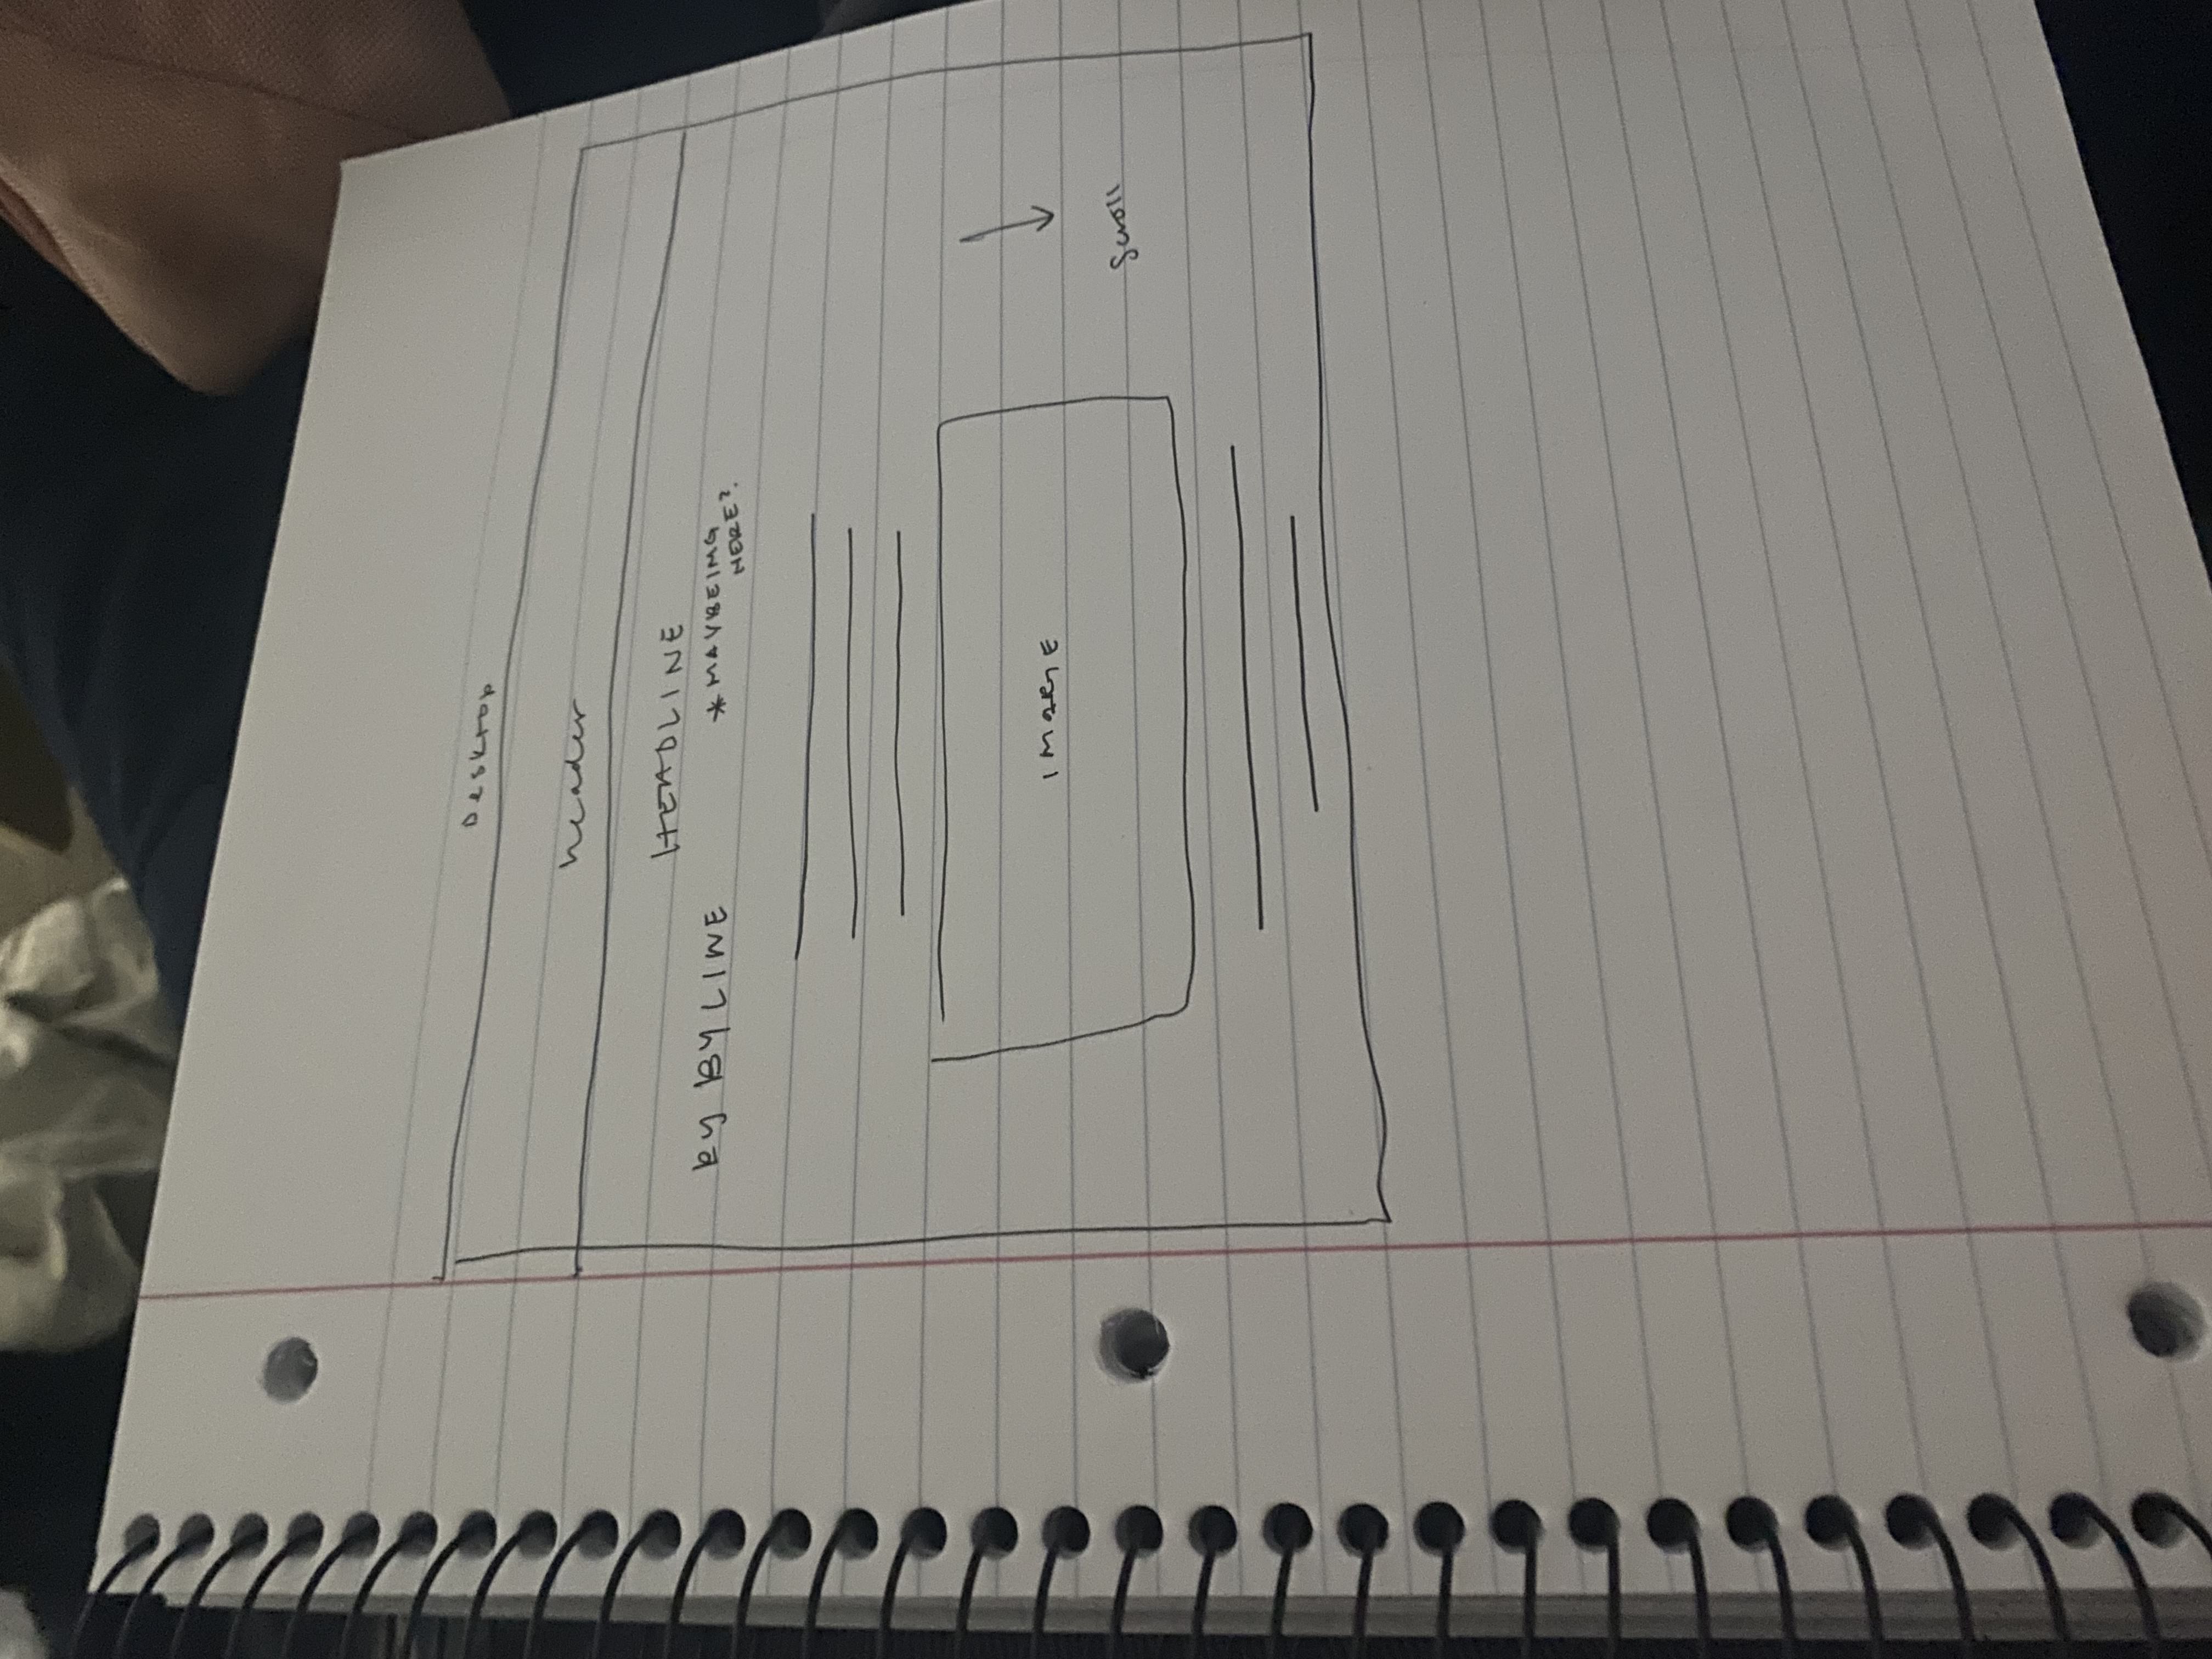 Desktop
header
HEADLINE
By BYLINE
* MAYBE IMG
HERE?
IMAGE
Scroll